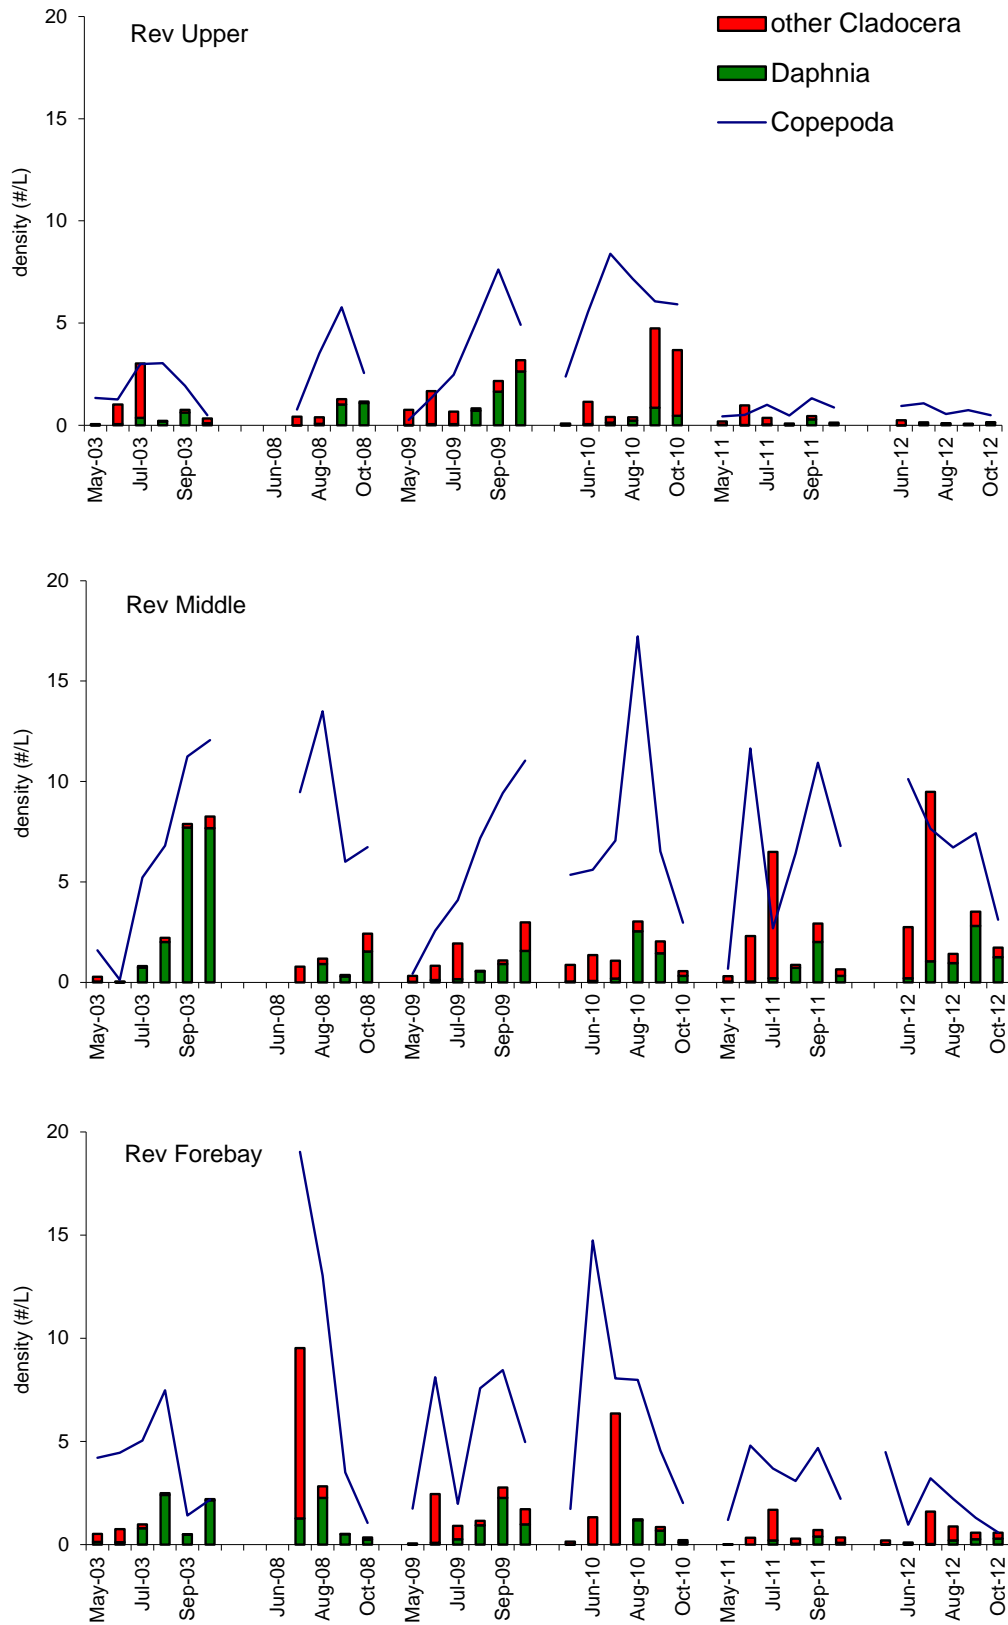 Rev Upper
other Cladocera
Daphnia
Copepoda
density (#/L)
20
15
10
5
0
May-03
Jul-03
Sep-03
Jun-08
Aug-08
Oct-08
May-09
Jul-09
Sep-09
Jun-10
Aug-10
Oct-10
May-11
Jul-11
Sep-11
Jun-12
Aug-12
Oct-12
Rev Middle
density (#/L)
20
15
10
5
0
May-03
Jul-03
Sep-03
Jun-08
Aug-08
Oct-08
May-09
Jul-09
Sep-09
Jun-10
Aug-10
Oct-10
May-11
Jul-11
Sep-11
Jun-12
Aug-12
Oct-12
Rev Forebay
density (#/L)
20
15
10
5
0
May-03
Jul-03
Sep-03
Jun-08
Aug-08
Oct-08
May-09
Jul-09
Sep-09
Jun-10
Aug-10
Oct-10
May-11
Jul-11
Sep-11
Jun-12
Aug-12
Oct-12